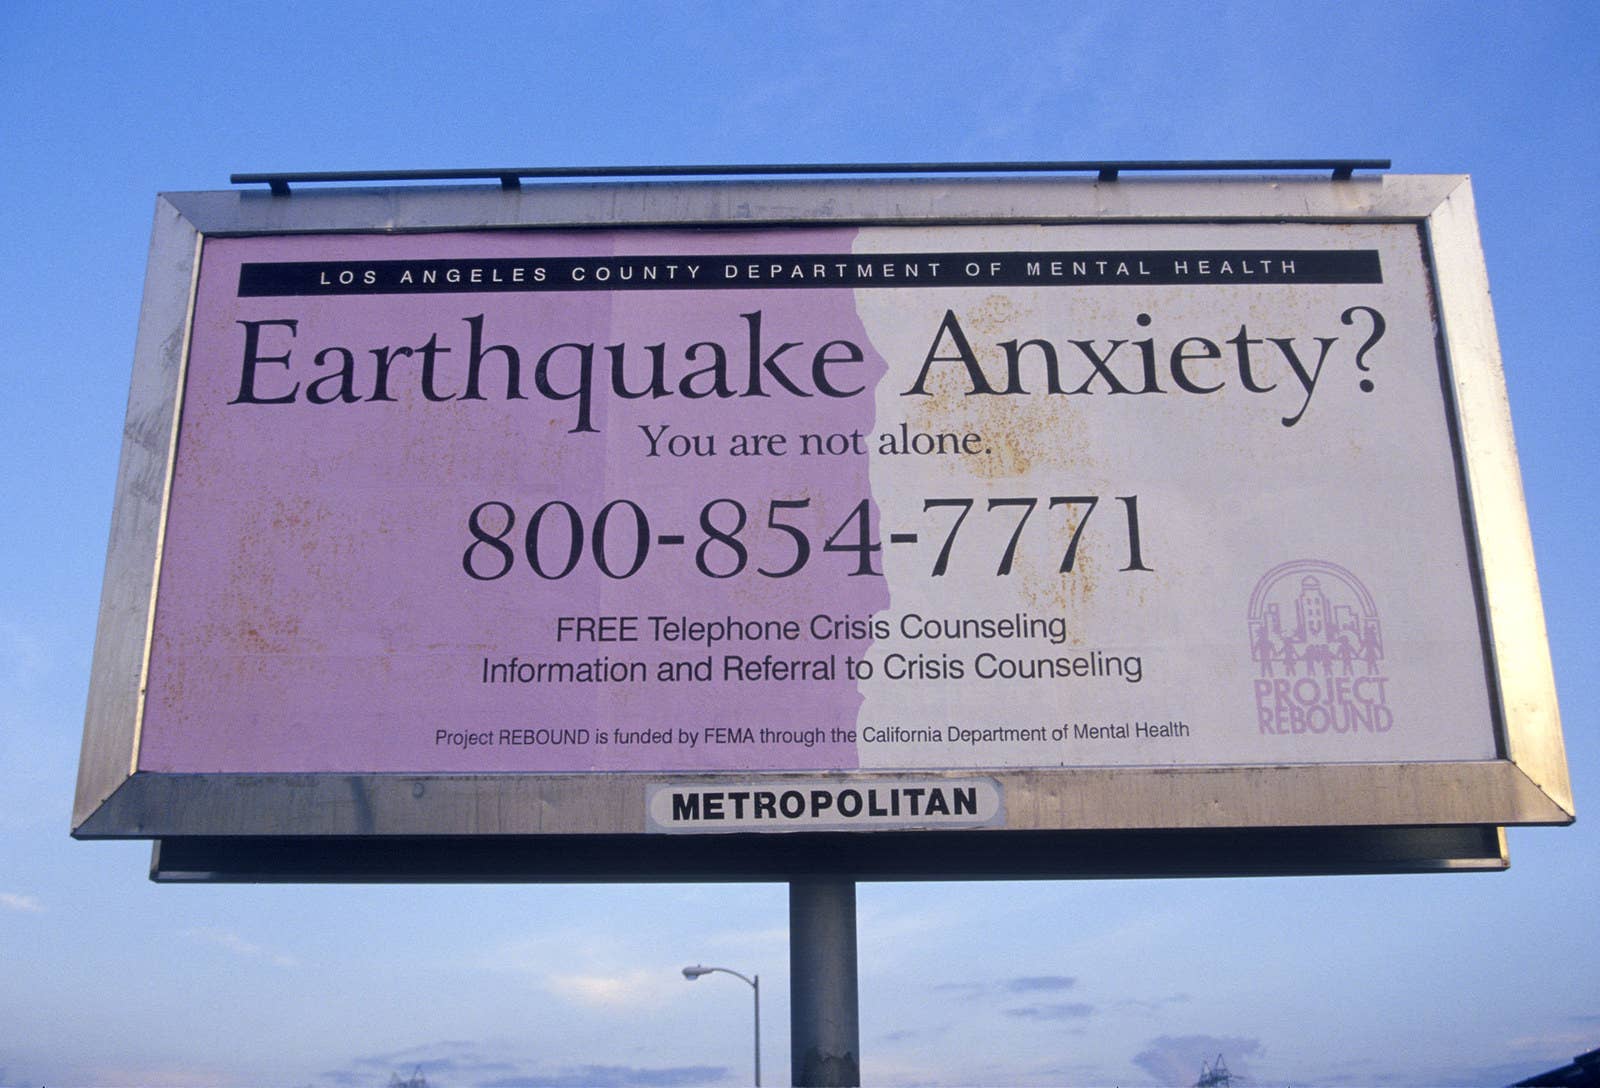 LOS ANGELES COUNTY DEPARTMENT OF MENTAL HEALTH
Earthquake Anxiety?
You are not alone.
800-854-7771
FREE Telephone Crisis Counseling
Information and Referral to Crisis Counseling
PROJECT
REBOUND
Project REBOUND is funded by FEMA through the California Department of Mental Health
METROPOLITAN